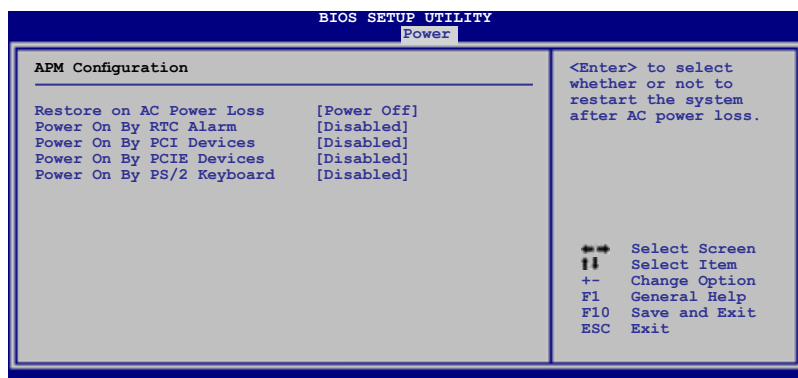 BIOS SETUP UTILITY
Power
APM Configuration
Restore on AC Power Loss [Power Off]
Power On By RTC Alarm [Disabled]
Power On By PCI Devices [Disabled]
Power On By PCIE Devices [Disabled]
Power On By PS/2 Keyboard [Disabled]
<Enter> to select
whether or not to
restart the system
after AC power loss.
←→ Select Screen
↑↓ Select Item
+- Change Option
F1 General Help
F10 Save and Exit
ESC Exit